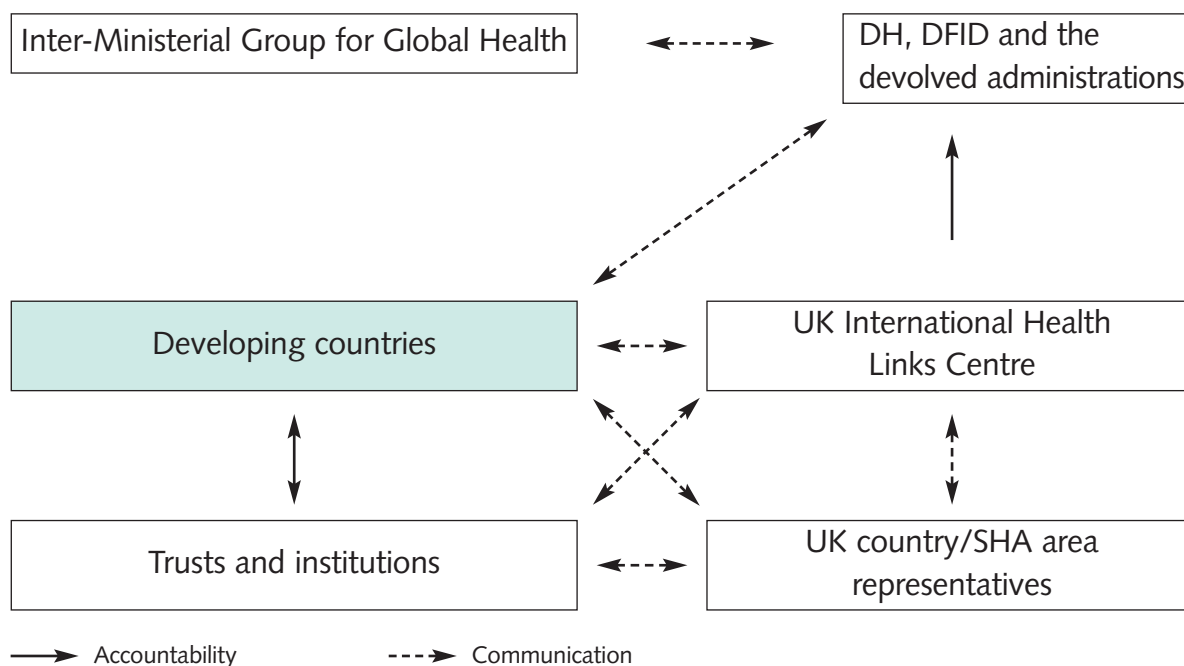 Inter-Ministerial Group for Global Health
DH, DFID and the
devolved administrations
Developing countries
UK International Health
Links Centre
Trusts and institutions
UK country/SHA area
representatives
Accountability
Communication